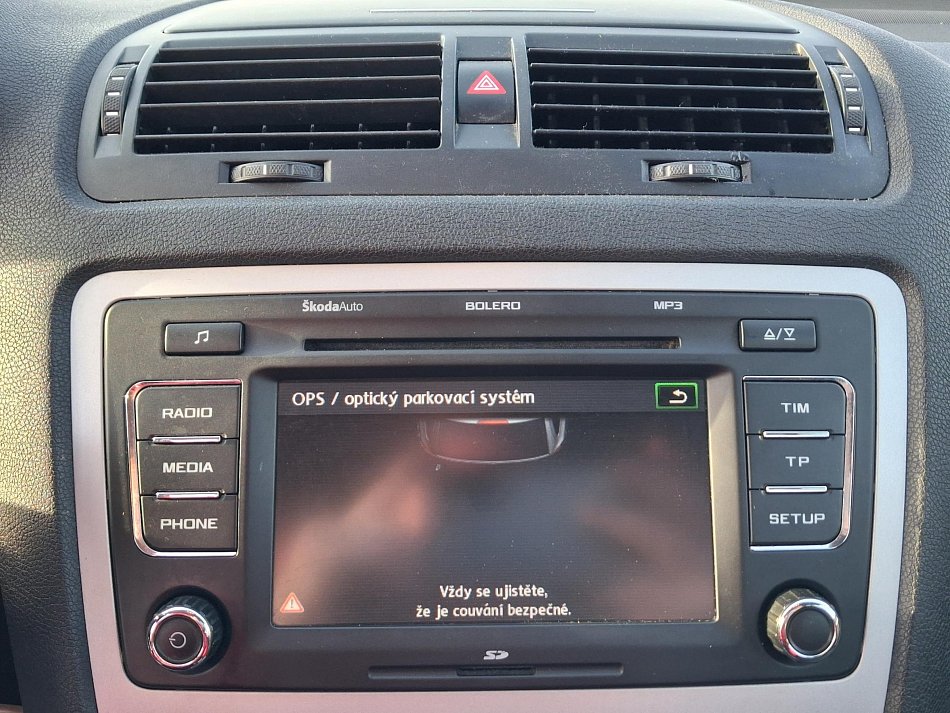 ŠkodaAuto BOLERO MP3
OPS / optický parkovací systém
RADIO
MEDIA
PHONE
TIM
TP
SETUP
Vždy se ujistěte,
že je couvání bezpečné.
SD